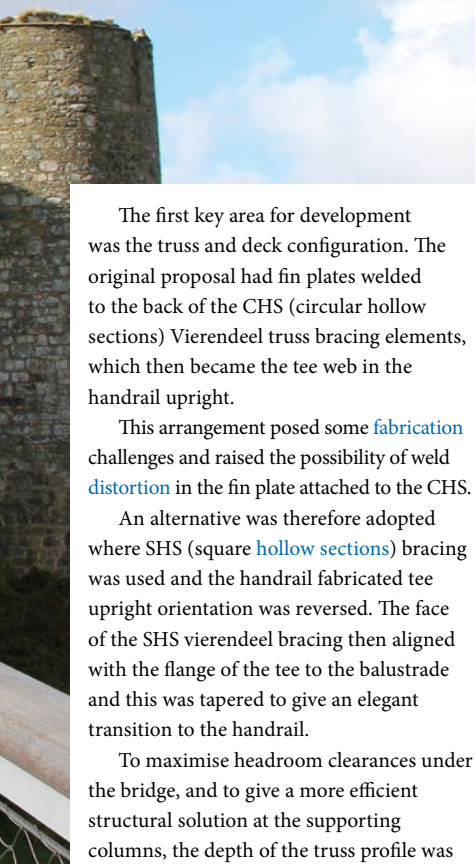 The first key area for development
was the truss and deck configuration. The
original proposal had fin plates welded
to the back of the CHS (circular hollow
sections) Vierendeel truss bracing elements,
which then became the tee web in the
handrail upright.
This arrangement posed some fabrication
challenges and raised the possibility of weld
distortion in the fin plate attached to the CHS.
An alternative was therefore adopted
where SHS (square hollow sections) bracing
was used and the handrail fabricated tee
upright orientation was reversed. The face
of the SHS vierendeel bracing then aligned
with the flange of the tee to the balustrade
and this was tapered to give an elegant
transition to the handrail.
To maximise headroom clearances under
the bridge, and to give a more efficient
structural solution at the supporting
columns, the depth of the truss profile was